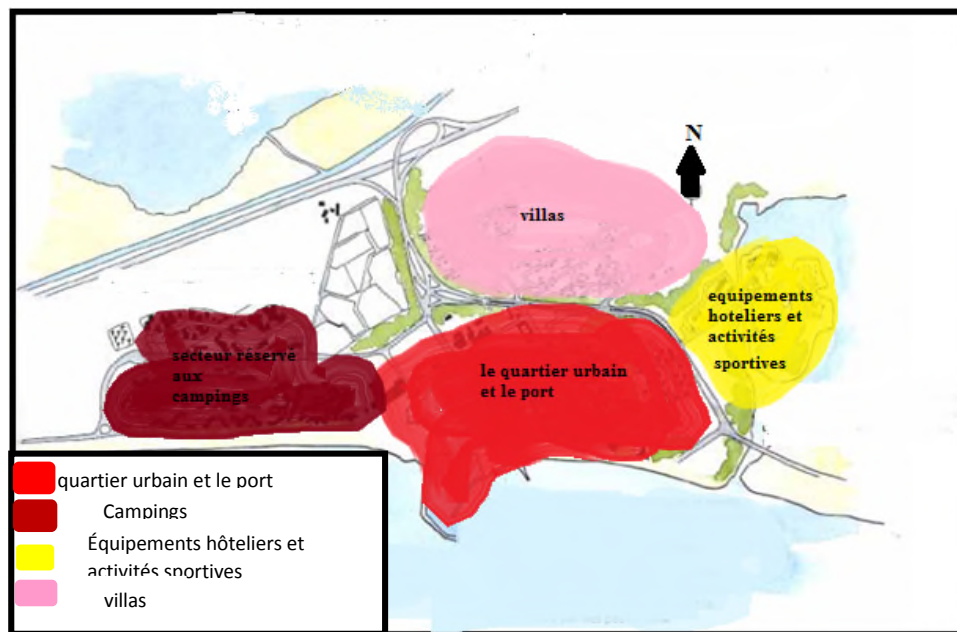 N
villas
equipements
hoteliers et
activités
sportives
secteur réservé
aux
campings
le quartier urbain
et le port
quartier urbain et le port
Campings
Équipements hôteliers et
activités sportives
villas